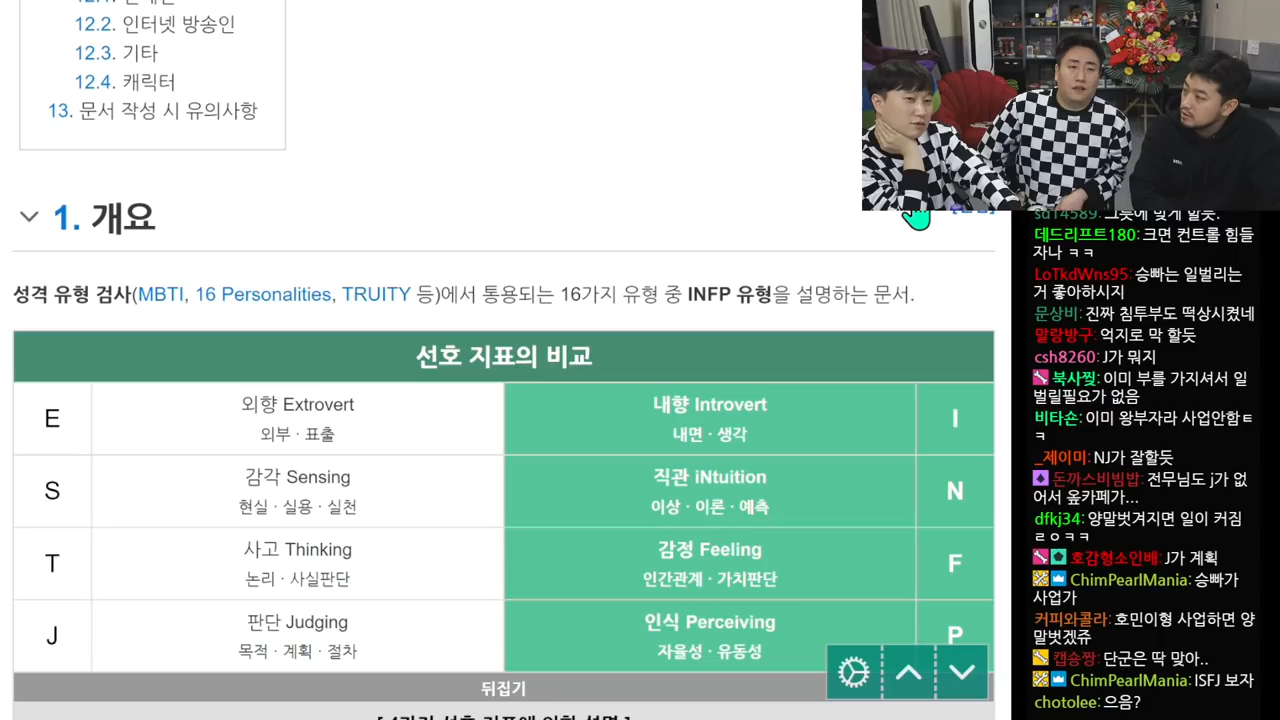 12.2. 인터넷 방송인
12.3. 기타
12.4. 캐릭터
13. 문서 작성 시 유의사항
1. 개요
성격 유형 검사(MBTI, 16 Personalities, TRUITY 등)에서 통용되는 16가지 유형 중 INFP 유형을 설명하는 문서.
선호 지표의 비교
E 외향 Extrovert 내향 Introvert I
외부 · 표출 내면 · 생각
S 감각 Sensing 직관 iNtuition N
현실 · 실용 · 실천 이상 · 이론 · 예측
T 사고 Thinking 감정 Feeling F
논리 · 사실판단 인간관계 · 가치판단
J 판단 Judging 인식 Perceiving P
목적 · 계획 · 절차 자율성 · 유동성
뒤집기
sd14589: 그릇에 맞게 할듯.
데드리프트180: 크면 컨트롤 힘들
자나 ㅋㅋ
LoTkdWns95: 승빠는 일벌리는
거 좋아하시지
문상비: 진짜 침투부도 떡상시켰네
말랑방구: 억지로 막 할듯
csh8260: J가 뭐지
북사찢: 이미 부를 가지셔서 일
벌릴필요가 없음
비타손: 이미 왕부자라 사업안함ㅌ
ㅋ
_제이미: NJ가 잘할듯
돈까스비빔밥: 전무님도 j가 없
어서 옾카페가...
dfkj34: 양말벗겨지면 일이 커짐
ㄹㅇㅋㅋ
호감형소인배: J가 계획
ChimPearlMania: 승빠가
사업가
커피와콜라: 호민이형 사업하면 양
말벗겠쥬
캡숑짱: 단군은 딱 맞아..
ChimPearlMania: ISFJ 보자
chotolee: 으음?